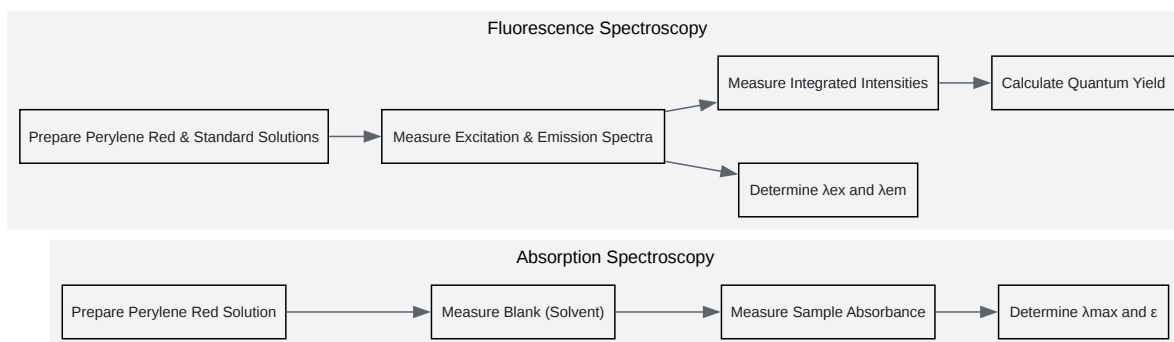 Fluorescence Spectroscopy
Measure Integrated Intensities
Calculate Quantum Yield
Prepare Perylene Red & Standard Solutions
Measure Excitation & Emission Spectra
Determine λex and λem
Absorption Spectroscopy
Prepare Perylene Red Solution
Measure Blank (Solvent)
Measure Sample Absorbance
Determine λmax and ε